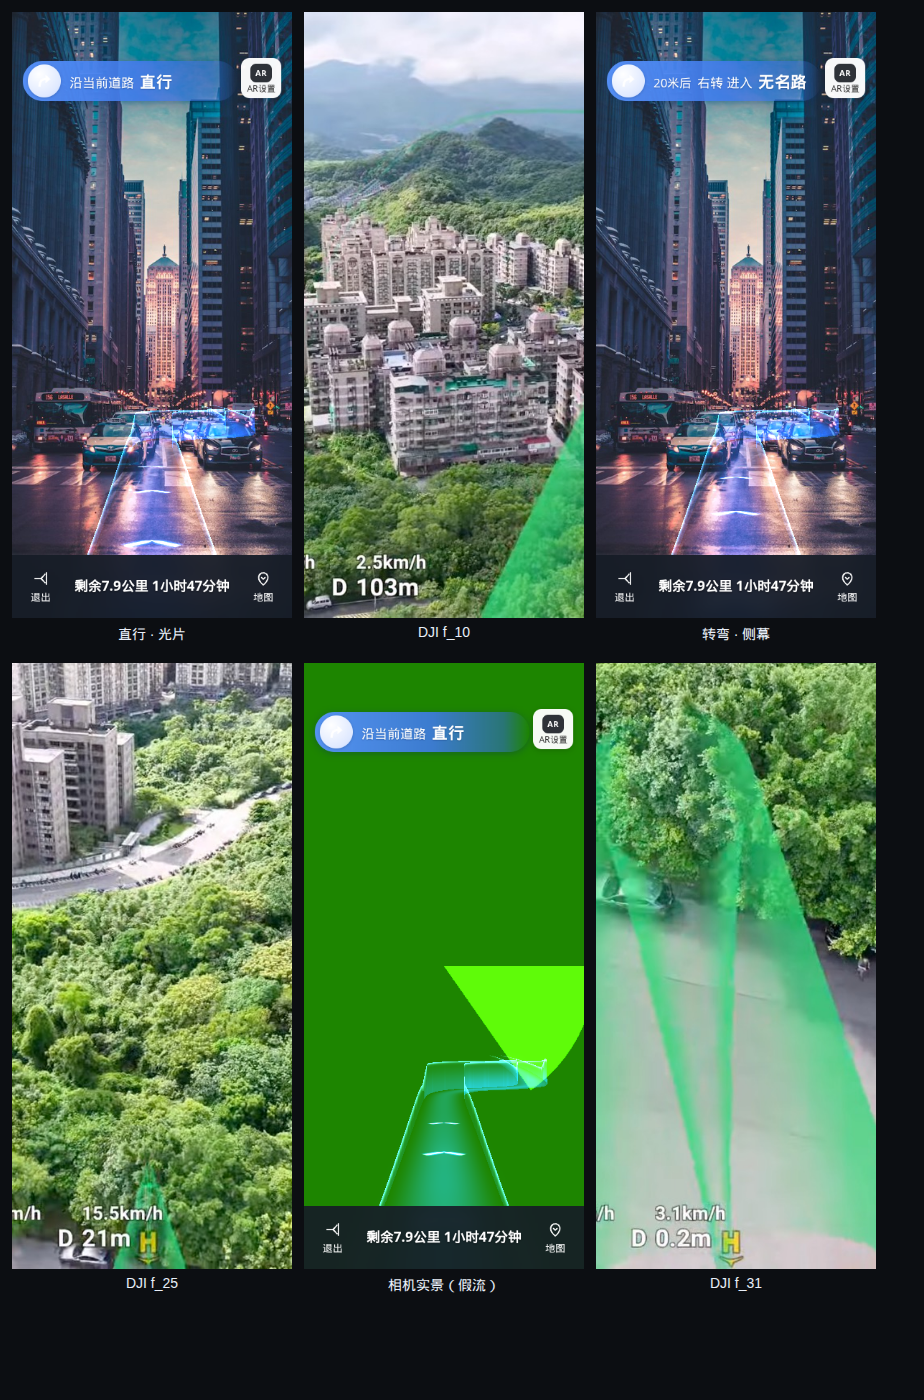 沿当前道路 直行
AR
AR设置
剩余7.9公里 1小时47分钟
退出
地图
直行 · 光片
h 2.5km/h
D 103m
DJI f_10
20米后 右转 进入 无名路
AR
AR设置
剩余7.9公里 1小时47分钟
退出
地图
转弯 · 侧幕
m/h 15.5km/h
D 21m H
DJI f_25
沿当前道路 直行
AR
AR设置
剩余7.9公里 1小时47分钟
退出
地图
相机实景（假流）
/h 3.1km/h
D 0.2m H
DJI f_31